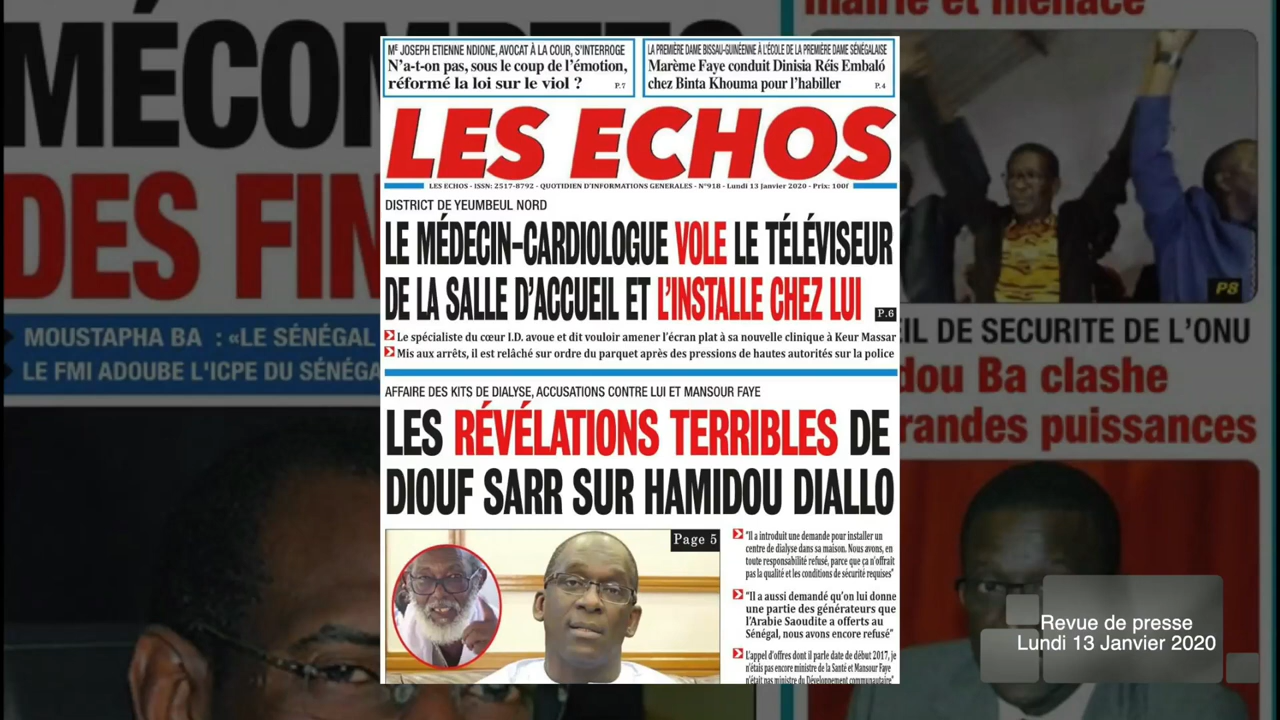 MÉCOMPTES
DES FIN
MOUSTAPHA BA : «LE SÉNÉGAL
LE FMI ADOUBE L'ICPE DU SÉNÉGA
Mᵉ JOSEPH ETIENNE NDIONE, AVOCAT À LA COUR, S'INTERROGE
N'a-t-on pas, sous le coup de l'émotion,
réformé la loi sur le viol ? P.7
LA PREMIÈRE DAME BISSAU-GUINÉENNE À L'ÉCOLE DE LA PREMIÈRE DAME SÉNÉGALAISE
Marème Faye conduit Dinisia Réis Embaló
chez Binta Khouma pour l'habiller P.4
LES ECHOS
LES ECHOS - ISSN: 2517-8792 - QUOTIDIEN D'INFORMATIONS GENERALES - N°918 - Lundi 13 Janvier 2020 - Prix: 100f
DISTRICT DE YEUMBEUL NORD
LE MÉDECIN-CARDIOLOGUE VOLE LE TÉLÉVISEUR
DE LA SALLE D'ACCUEIL ET L'INSTALLE CHEZ LUI P.6
Le spécialiste du cœur I.D. avoue et dit vouloir amener l'écran plat à sa nouvelle clinique à Keur Massar
Mis aux arrêts, il est relâché sur ordre du parquet après des pressions de hautes autorités sur la police
AFFAIRE DES KITS DE DIALYSE, ACCUSATIONS CONTRE LUI ET MANSOUR FAYE
LES RÉVÉLATIONS TERRIBLES DE
DIOUF SARR SUR HAMIDOU DIALLO
Page 5
"Il a introduit une demande pour installer un
centre de dialyse dans sa maison. Nous avons, en
toute responsabilité refusé, parce que ça n'offrait
pas la qualité et les conditions de sécurité requises"
"Il a aussi demandé qu'on lui donne
une partie des générateurs que
l'Arabie Saoudite a offerts au
Sénégal, nous avons encore refusé"
"L'appel d'offres dont il parle date de début 2017, je
n'étais pas encore ministre de la Santé et Mansour Faye
n'était pas ministre du Développement communautaire"
mairie et menace
P8
IL DE SECURITE DE L'ONU
dou Ba clashe
randes puissances
Revue de presse
Lundi 13 Janvier 2020